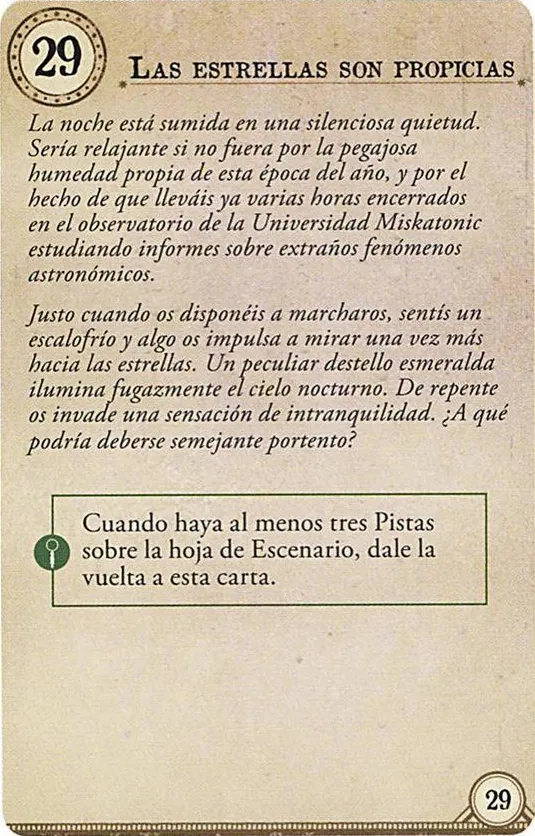 29
LAS ESTRELLAS SON PROPICIAS
La noche está sumida en una silenciosa quietud.
Sería relajante si no fuera por la pegajosa
humedad propia de esta época del año, y por el
hecho de que lleváis ya varias horas encerrados
en el observatorio de la Universidad Miskatonic
estudiando informes sobre extraños fenómenos
astronómicos.
Justo cuando os disponéis a marcharos, sentís un
escalofrío y algo os impulsa a mirar una vez más
hacia las estrellas. Un peculiar destello esmeralda
ilumina fugazmente el cielo nocturno. De repente
os invade una sensación de intranquilidad. ¿A qué
podría deberse semejante portento?
Cuando haya al menos tres Pistas
sobre la hoja de Escenario, dale la
vuelta a esta carta.
29